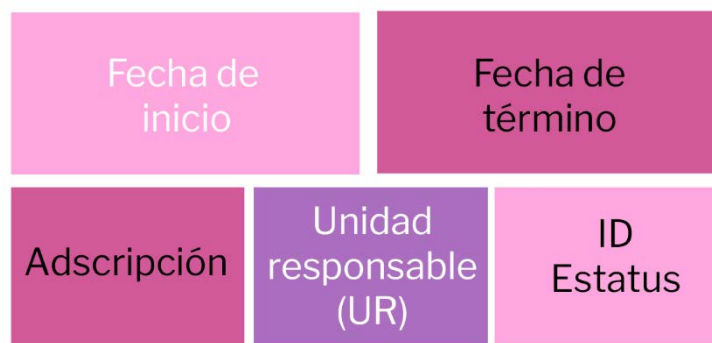 Fecha de
inicio
Fecha de
término
Adscripción
Unidad
responsable
(UR)
ID
Estatus